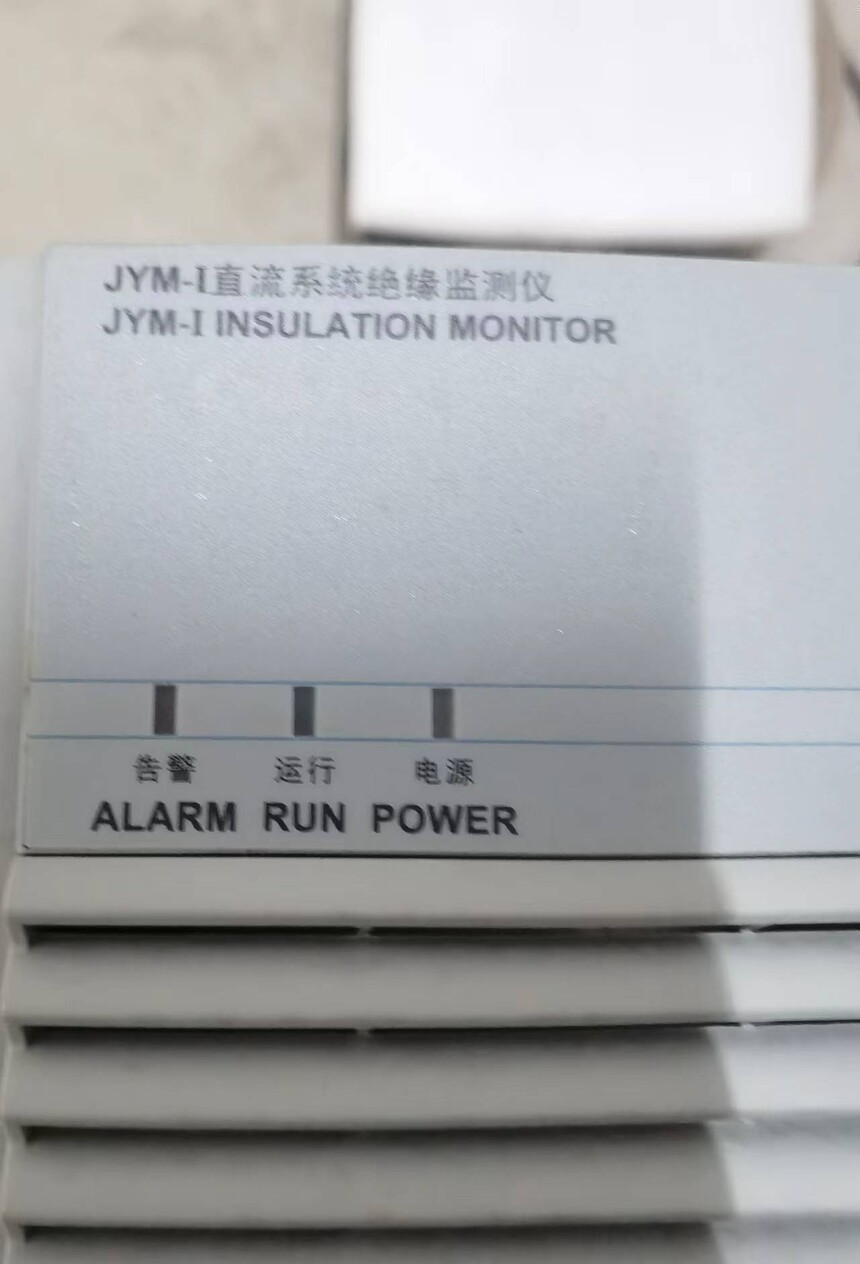 JYM-I直流系统绝缘监测仪
JYM-I INSULATION MONITOR
告警 运行 电源
ALARM RUN POWER